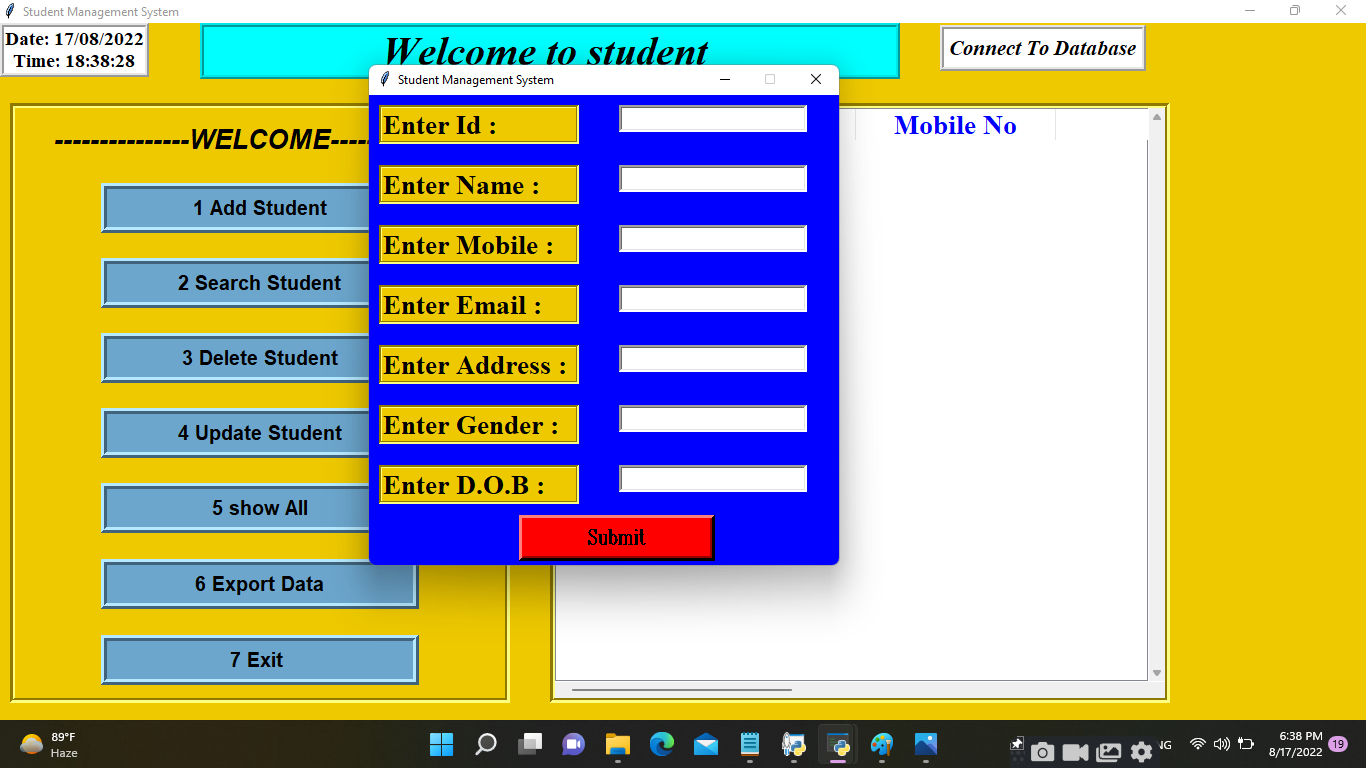 Student Management System
Date: 17/08/2022
Time: 18:38:28
Welcome to student
Connect To Database
Student Management System
---------------WELCOME-----
Mobile No
Enter Id :
Enter Name :
Enter Mobile :
Enter Email :
Enter Address :
Enter Gender :
Enter D.O.B :
Submit
1 Add Student
2 Search Student
3 Delete Student
4 Update Student
5 show All
6 Export Data
7 Exit
89°F
Haze
6:38 PM
8/17/2022
19